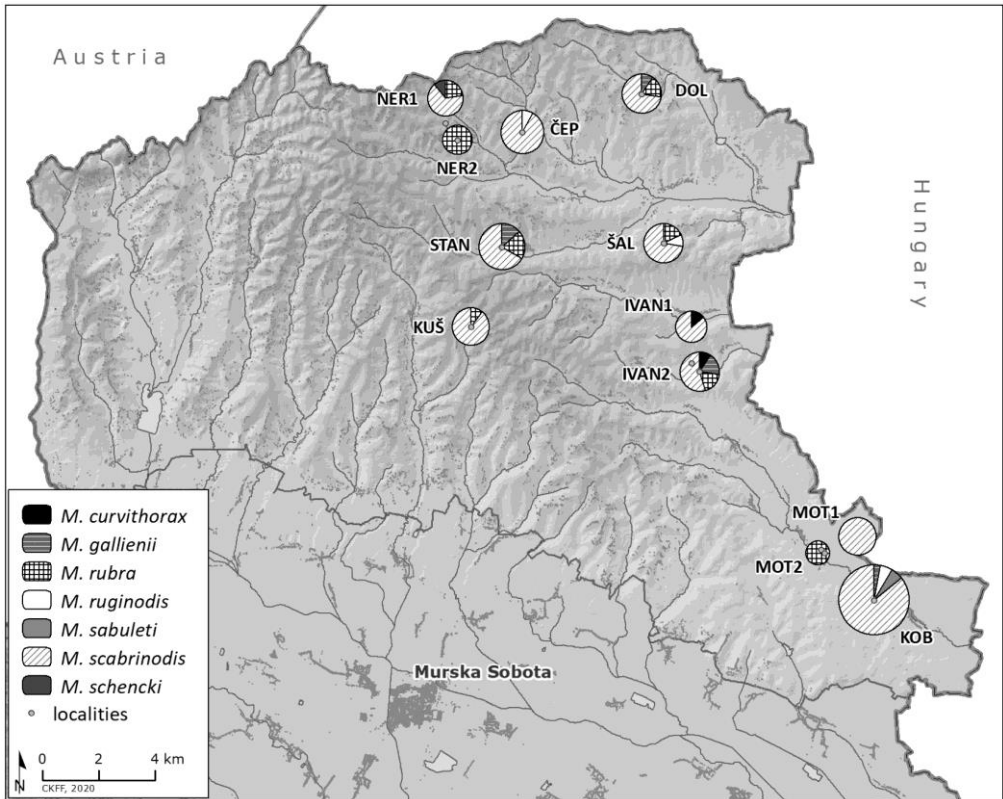 Austria
NER1
DOL
ČEP
NER2
Hungary
STAN
ŠAL
IVAN1
KUŠ
IVAN2
M. curvithorax
M. gallienii
M. rubra
M. ruginodis
M. sabuleti
M. scabrinodis
M. schencki
localities
0 2 4 km
N
CKFF, 2020
MOT1
MOT2
KOB
Murska Sobota